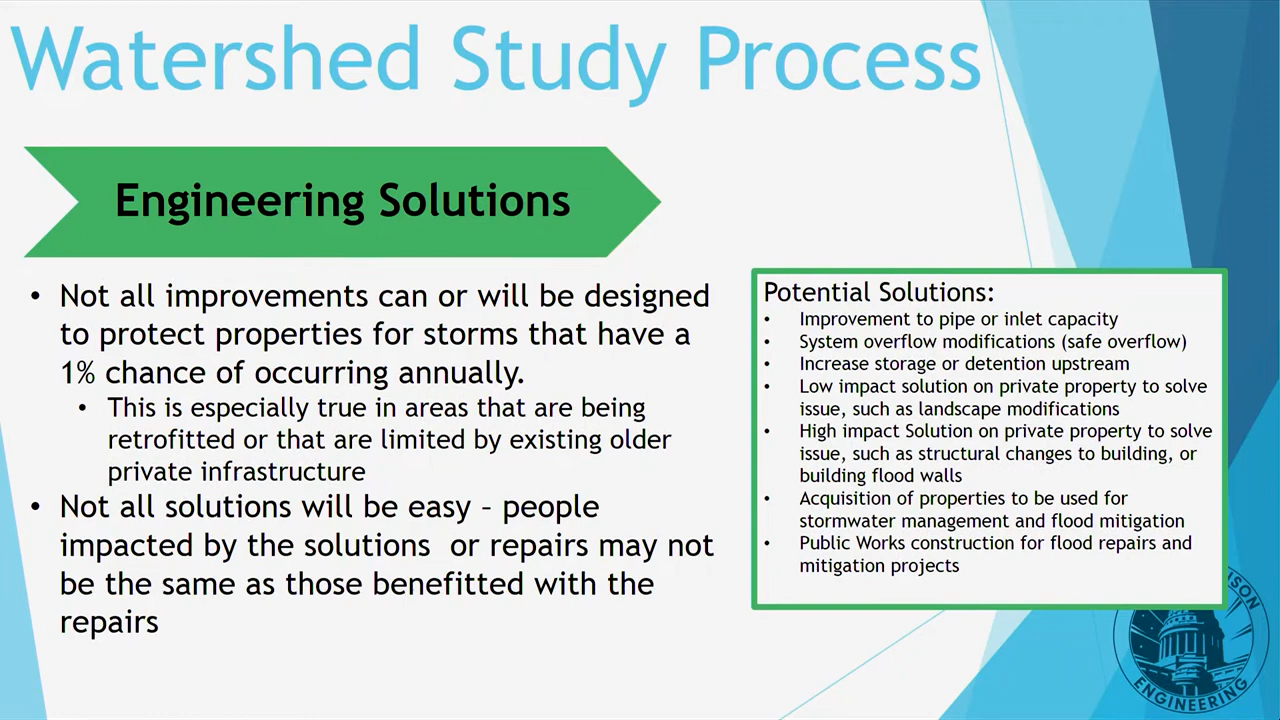 Watershed Study Process
Engineering Solutions
• Not all improvements can or will be designed
to protect properties for storms that have a
1% chance of occurring annually.
• This is especially true in areas that are being
retrofitted or that are limited by existing older
private infrastructure
• Not all solutions will be easy – people
impacted by the solutions or repairs may not
be the same as those benefitted with the
repairs
Potential Solutions:
• Improvement to pipe or inlet capacity
• System overflow modifications (safe overflow)
• Increase storage or detention upstream
• Low impact solution on private property to solve
issue, such as landscape modifications
• High impact Solution on private property to solve
issue, such as structural changes to building, or
building flood walls
• Acquisition of properties to be used for
stormwater management and flood mitigation
• Public Works construction for flood repairs and
mitigation projects
ENGINEERING